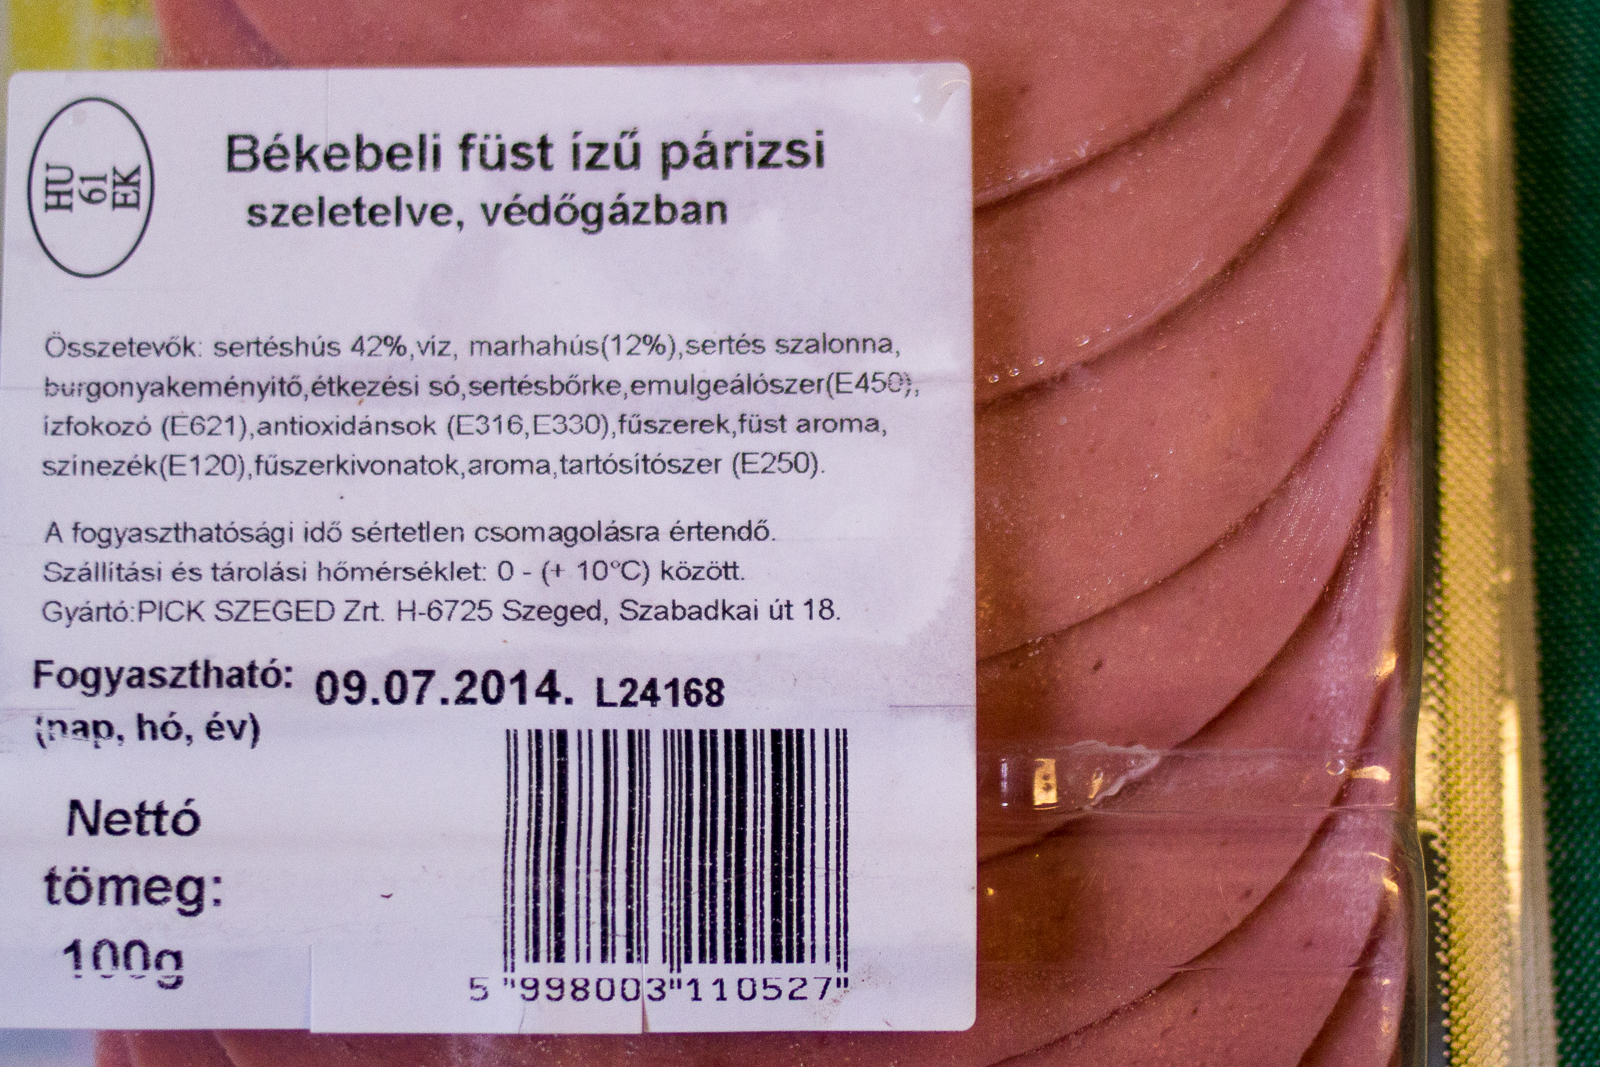 HU
61
EK
Békebeli füst ízű párizsi
szeletelve, védőgázban
Összetevők: sertéshús 42%,víz, marhahús(12%),sertés szalonna,
burgonyakeményítő,étkezési só,sertésbőrke,emulgeálószer(E450),
ízfokozó (E621),antioxidánsok (E316,E330),fűszerek,füst aroma,
színezék(E120),fűszerkivonatok,aroma,tartósítószer (E250).
A fogyaszthatósági idő sértetlen csomagolásra értendő.
Szállítási és tárolási hőmérséklet: 0 - (+ 10°C) között.
Gyártó:PICK SZEGED Zrt. H-6725 Szeged, Szabadkai út 18.
Fogyasztható: 09.07.2014. L24168
(nap, hó, év)
Nettó
tömeg:
100g
5 "998003"110527"